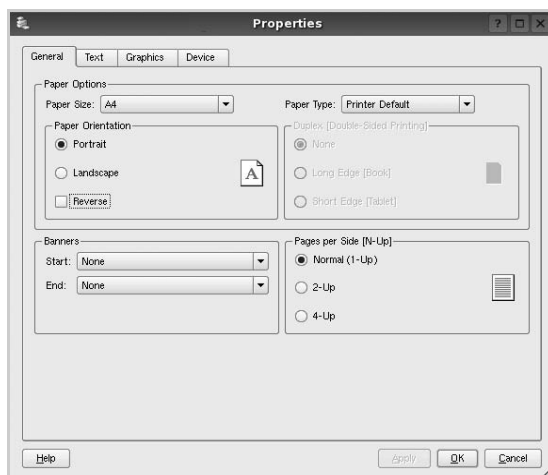 Properties
General Text Graphics Device
Paper Options
Paper Size: A4 Paper Type: Printer Default
Paper Orientation
Portrait
Landscape
Reverse
A
Duplex [Double-Sided Printing]
None
Long Edge [Book]
Short Edge [Tablet]
Banners
Start: None
End: None
Pages per Side [N-Up]
Normal (1-Up)
2-Up
4-Up
Help Apply OK Cancel